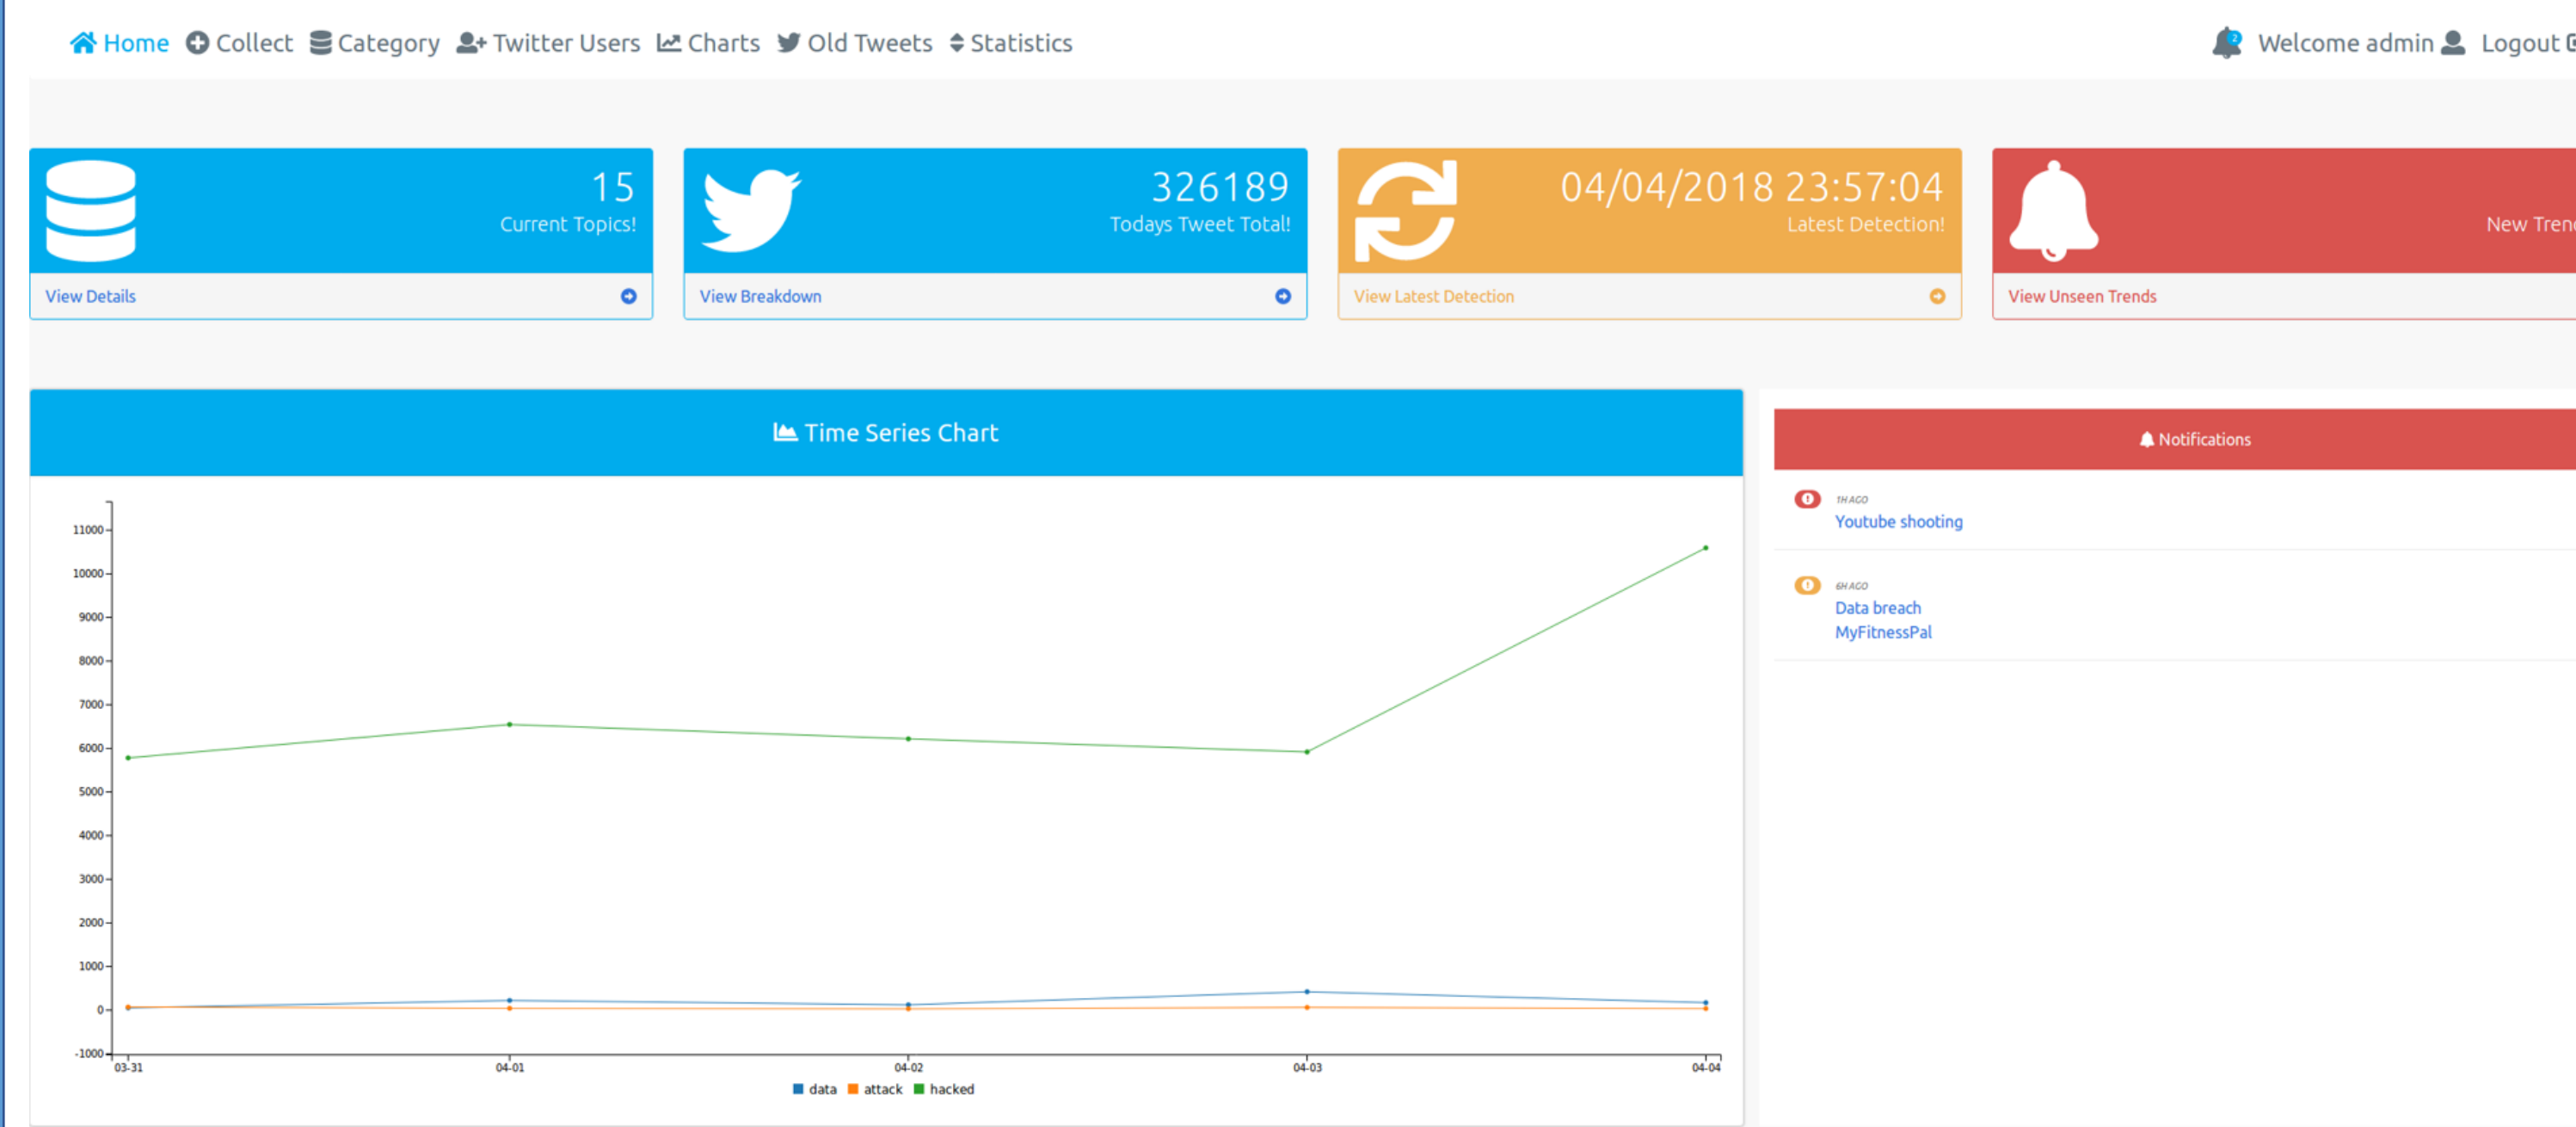 Home Collect Category Twitter Users Charts Old Tweets Statistics
2 Welcome admin Logout
15
Current Topics!
View Details
326189
Todays Tweet Total!
View Breakdown
04/04/2018 23:57:04
Latest Detection!
View Latest Detection
New
View Unseen Trends
Time Series Chart
11000
10000
9000
8000
7000
6000
5000
4000
3000
2000
1000
0
-1000
03-31 04-01 04-02 04-03 04-04
data attack hacked
Notifications
1H AGO
Youtube shooting
6H AGO
Data breach
MyFitnessPal